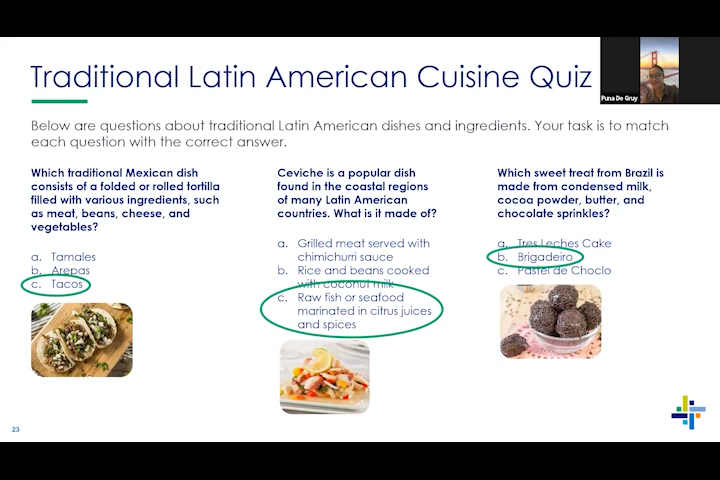 Traditional Latin American Cuisine Quiz
Puna De Gruy
Below are questions about traditional Latin American dishes and ingredients. Your task is to match
each question with the correct answer.
Which traditional Mexican dish
consists of a folded or rolled tortilla
filled with various ingredients, such
as meat, beans, cheese, and
vegetables?
a. Tamales
b. Arepas
c. Tacos
Ceviche is a popular dish
found in the coastal regions
of many Latin American
countries. What is it made of?
a. Grilled meat served with
chimichurri sauce
b. Rice and beans cooked
with coconut milk
c. Raw fish or seafood
marinated in citrus juices
and spices
Which sweet treat from Brazil is
made from condensed milk,
cocoa powder, butter, and
chocolate sprinkles?
a. Tres Leches Cake
b. Brigadeiro
c. Pastel de Choclo
23